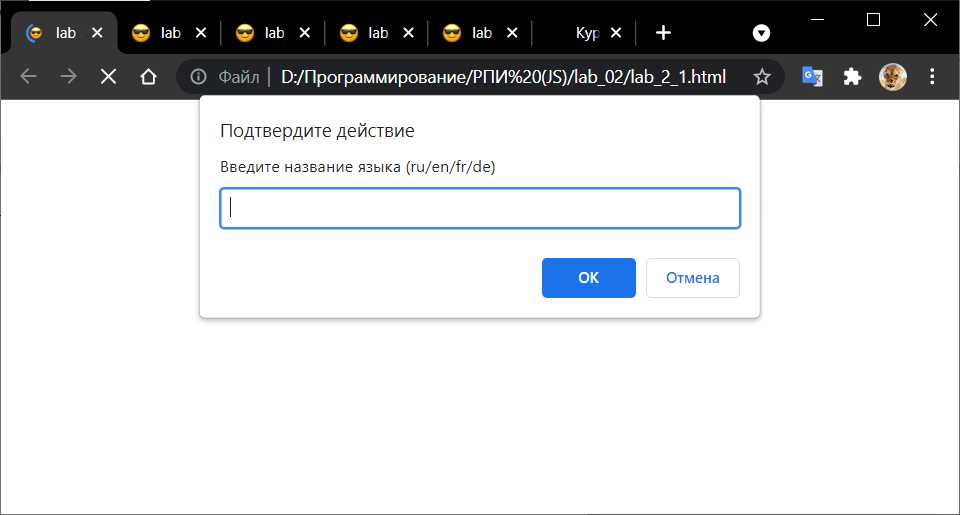 lab lab lab lab lab Кур
Файл D:/Программирование/РПИ%20(JS)/lab_02/lab_2_1.html
Подтвердите действие
Введите название языка (ru/en/fr/de)
ОК Отмена